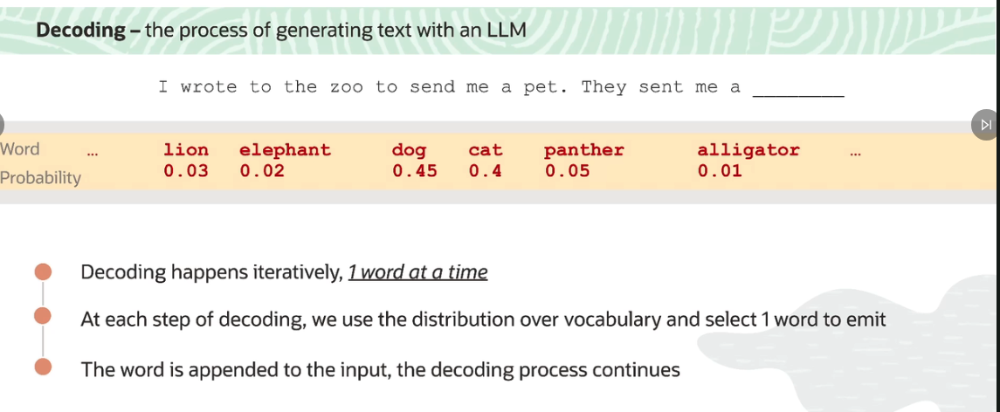 Decoding – the process of generating text with an LLM
I wrote to the zoo to send me a pet. They sent me a ________
Word ... lion elephant dog cat panther alligator ...
Probability 0.03 0.02 0.45 0.4 0.05 0.01
Decoding happens iteratively, 1 word at a time
At each step of decoding, we use the distribution over vocabulary and select 1 word to emit
The word is appended to the input, the decoding process continues